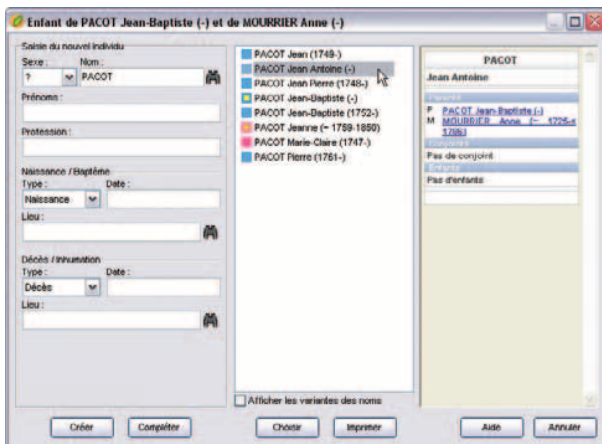 Enfant de PACOT Jean-Baptiste (-) et de MOURRIER Anne (-)
Saisie du nouvel individu
Sexe : Nom :
? PACOT
Prénoms :
Profession :
Naissance / Baptême
Type : Date :
Naissance
Lieu :
Décès / Inhumation
Type : Date :
Décès
Lieu :
Créer Compléter
PACOT Jean (1749-)
PACOT Jean Antoine (-)
PACOT Jean Pierre (1748-)
PACOT Jean-Baptiste (-)
PACOT Jean-Baptiste (1752-)
PACOT Jeanne (~ 1759-1850)
PACOT Marie-Claire (1747-)
PACOT Pierre (1761-)
Afficher les variantes des noms
Choisir Imprimer
PACOT
Jean Antoine
Parents
P PACOT Jean-Baptiste (-)
M MOURRIER Anne (~ 1725-≤
Pas de conjoint
Enfants
Pas d'enfants
Aide Annuler